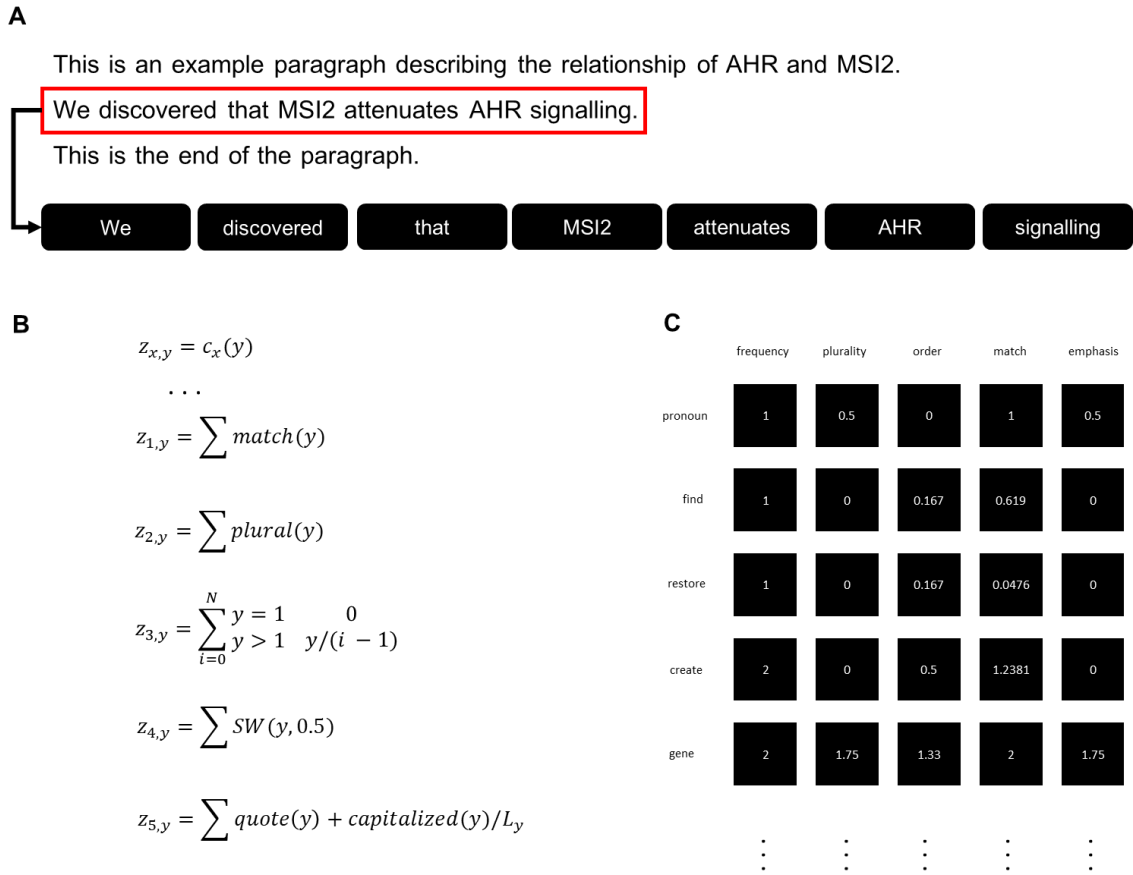 A
This is an example paragraph describing the relationship of AHR and MSI2.
We discovered that MSI2 attenuates AHR signalling.
This is the end of the paragraph.
We discovered that MSI2 attenuates AHR signalling
B
z_{x,y} = c_x(y)
. . .
z_{1,y} = ∑ match(y)
z_{2,y} = ∑ plural(y)
z_{3,y} = ∑_{i=0}^{N} y = 1 0
y > 1 y/(i − 1)
z_{4,y} = ∑ SW(y, 0.5)
z_{5,y} = ∑ quote(y) + capitalized(y)/L_y
C
frequency plurality order match emphasis
pronoun 1 0.5 0 1 0.5
find 1 0 0.167 0.619 0
restore 1 0 0.167 0.0476 0
create 2 0 0.5 1.2381 0
gene 2 1.75 1.33 2 1.75